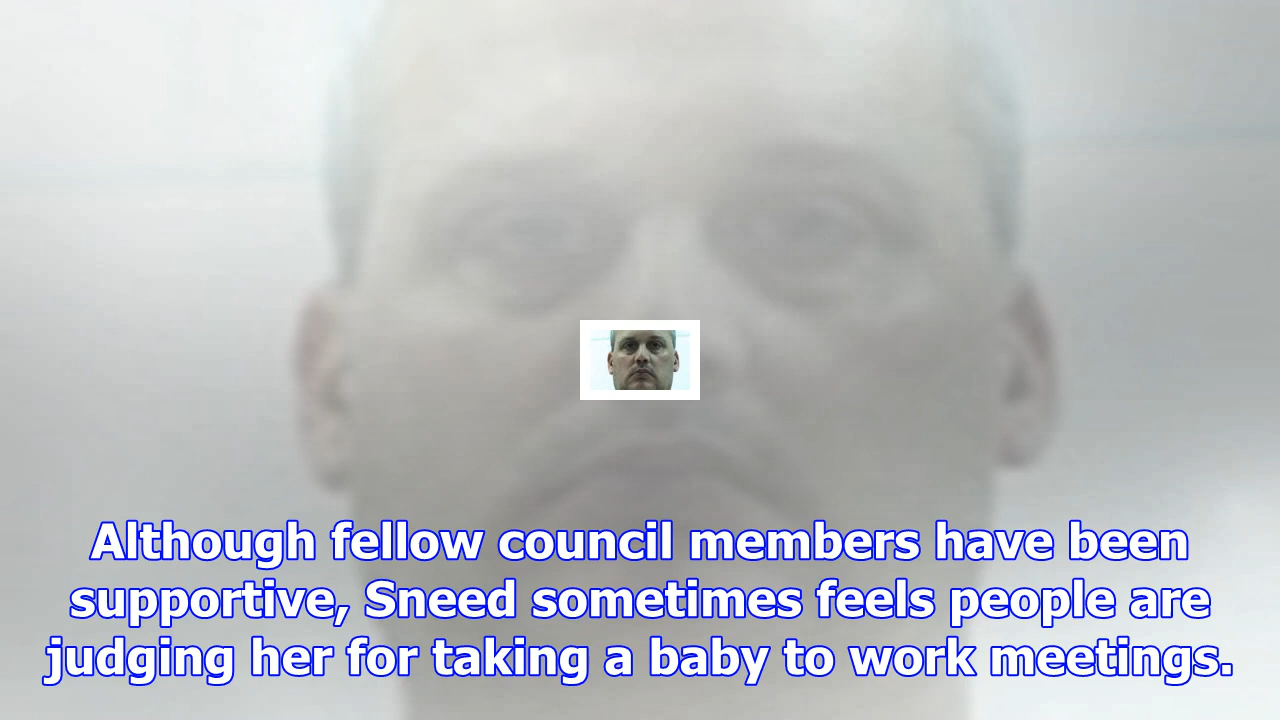 Although fellow council members have been
supportive, Sneed sometimes feels people are
judging her for taking a baby to work meetings.